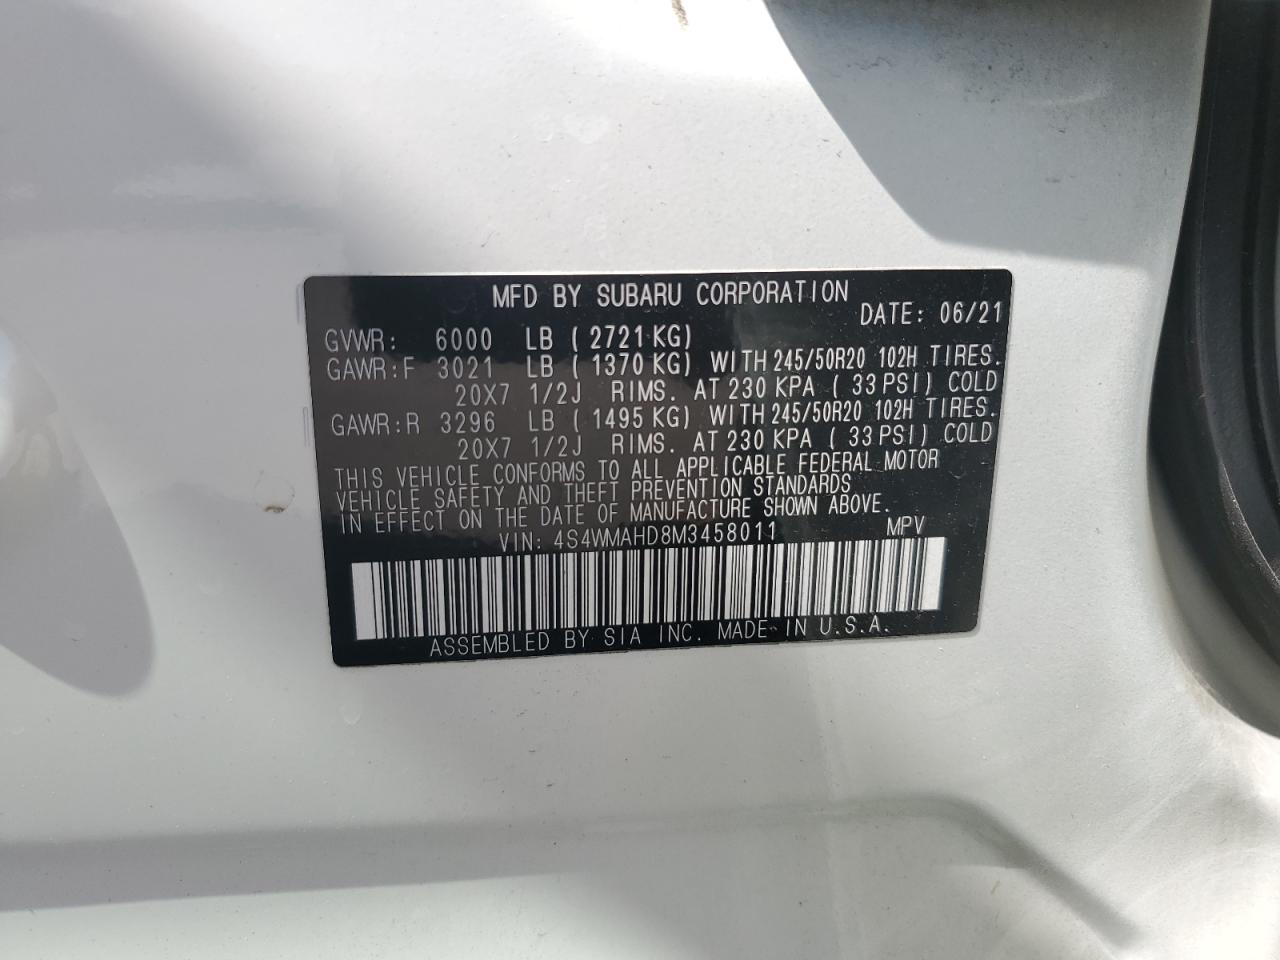 MFD BY SUBARU CORPORATION
DATE: 06/21
GVWR: 6000 LB ( 2721 KG)
GAWR:F 3021 LB ( 1370 KG) WITH 245/50R20 102H TIRES.
20X7 1/2J RIMS. AT 230 KPA ( 33 PSI) COLD
GAWR:R 3296 LB ( 1495 KG) WITH 245/50R20 102H TIRES.
20X7 1/2J RIMS. AT 230 KPA ( 33 PSI) COLD
THIS VEHICLE CONFORMS TO ALL APPLICABLE FEDERAL MOTOR
VEHICLE SAFETY AND THEFT PREVENTION STANDARDS
IN EFFECT ON THE DATE OF MANUFACTURE SHOWN ABOVE.
VIN: 4S4WMAHD8M3458011 MPV
ASSEMBLED BY SIA INC. MADE IN U.S.A.